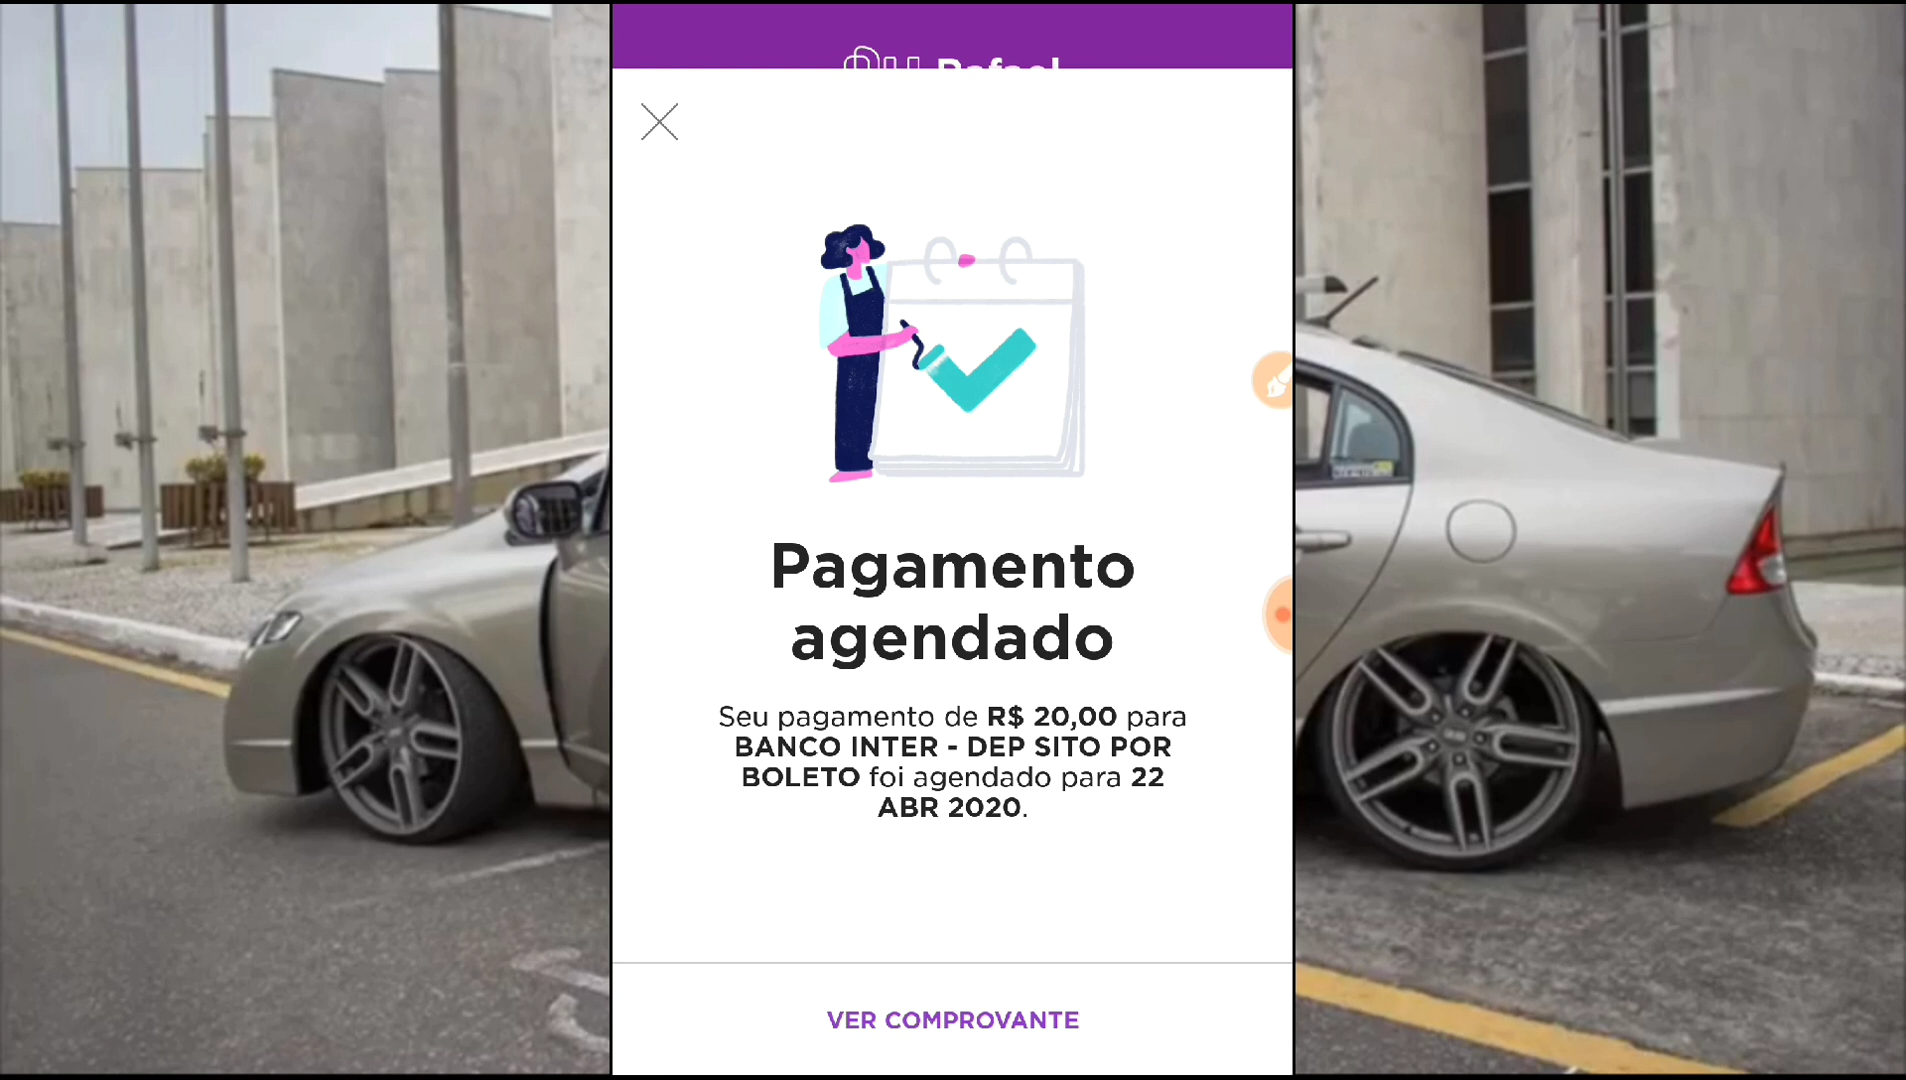 Rafael
Pagamento
agendado
Seu pagamento de R$ 20,00 para
BANCO INTER - DEP SITO POR
BOLETO foi agendado para 22
ABR 2020.
VER COMPROVANTE